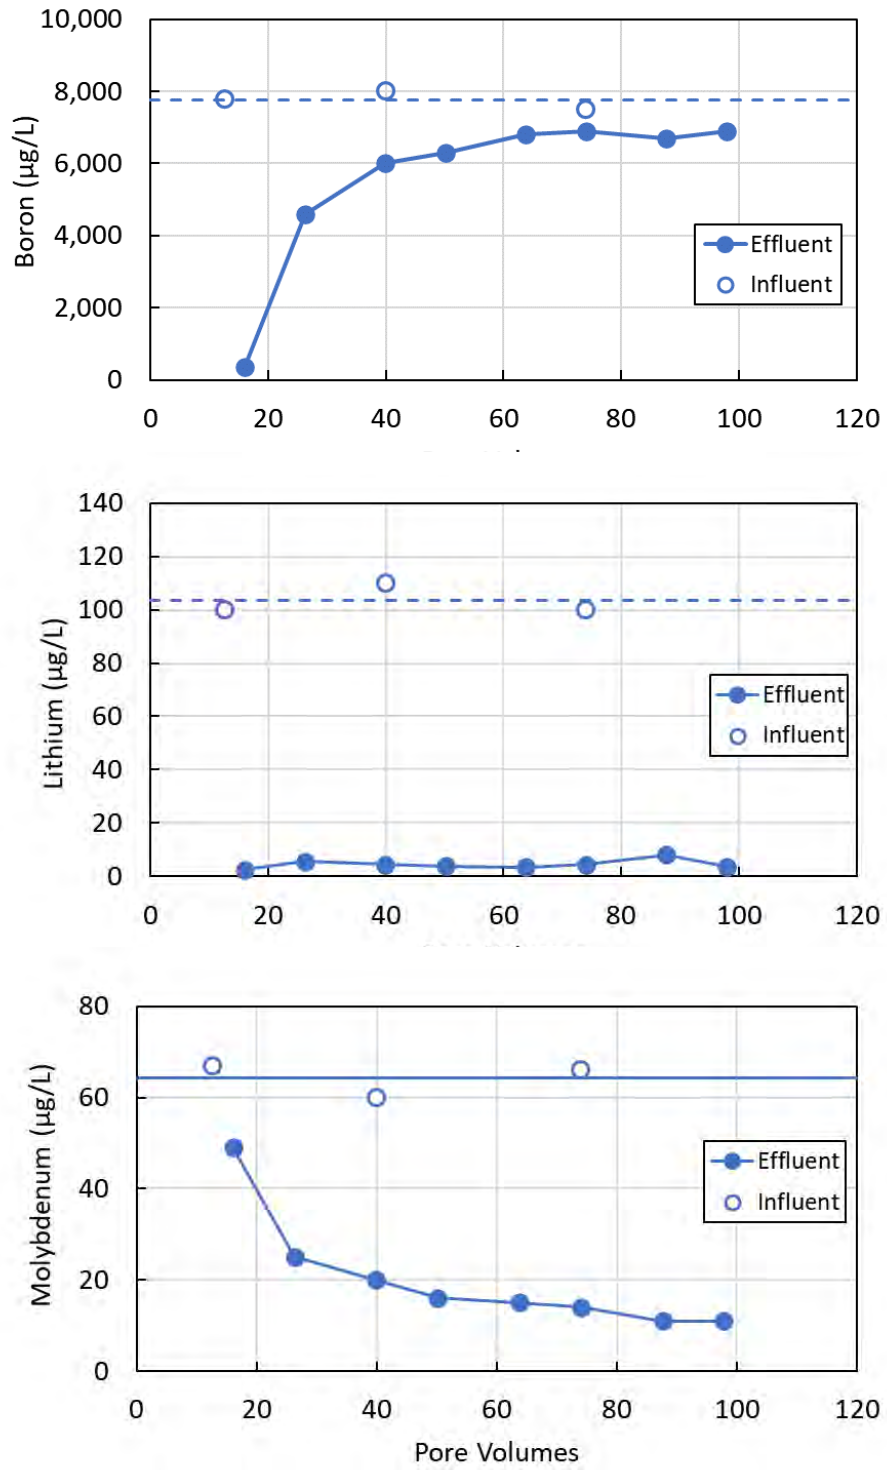 10,000
8,000
6,000
4,000
2,000
0
Boron (µg/L)
Effluent
Influent
0 20 40 60 80 100 120
140
120
100
80
60
40
20
0
Lithium (µg/L)
Effluent
Influent
0 20 40 60 80 100 120
80
60
40
20
0
Molybdenum (µg/L)
Effluent
Influent
0 20 40 60 80 100 120
Pore Volumes